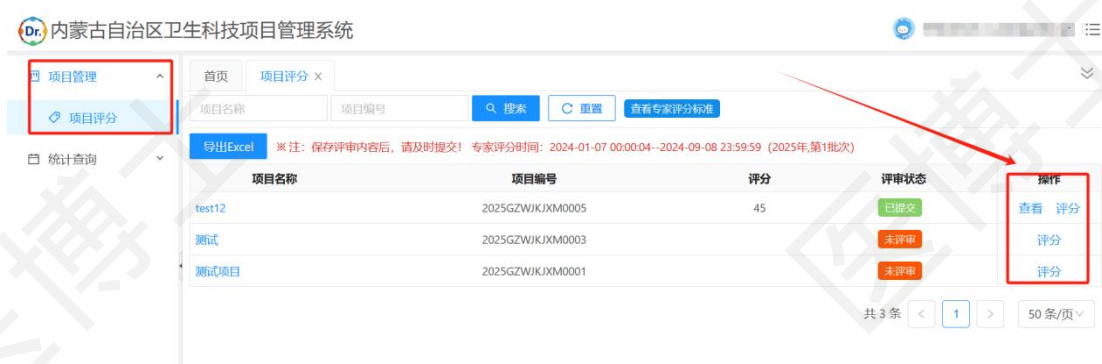 Dr. 内蒙古自治区卫生科技项目管理系统
项目管理
项目评分
统计查询
首页 项目评分 ×
项目名称 项目编号 搜索 重置 查看专家评分标准
导出Excel ※注：保存评审内容后，请及时提交！ 专家评分时间：2024-01-07 00:00:04--2024-09-08 23:59:59 (2025年,第1批次)
项目名称 项目编号 评分 评审状态 操作
test12 2025GZWJKJXM0005 45 已提交 查看 评分
测试 2025GZWJKJXM0003 未评审 评分
测试项目 2025GZWJKJXM0001 未评审 评分
共 3 条 < 1 > 50 条/页
医博士